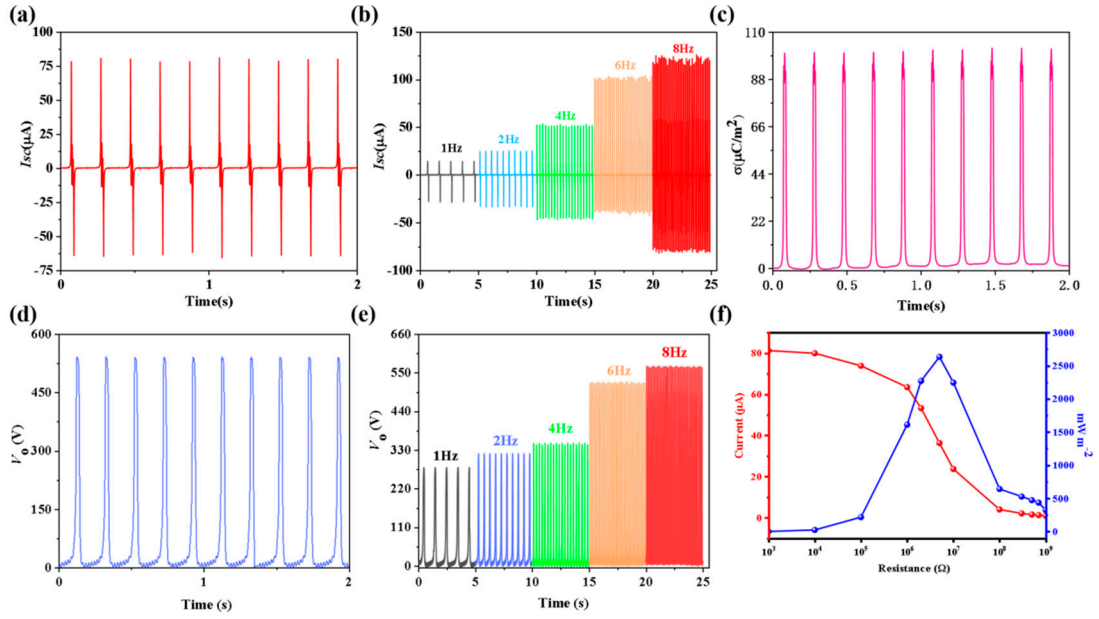 (a)
100
75
50
25
0
-25
-50
-75
Isc(μA)
0
1
2
Time(s)
(b)
150
100
50
0
-50
-100
Isc(μA)
1Hz
2Hz
4Hz
6Hz
8Hz
0
5
10
15
20
25
Time(s)
(c)
110
88
66
44
22
0
σ(μC/m²)
0.0
0.5
1.0
1.5
2.0
Time(s)
(d)
600
450
300
150
0
Vo (V)
0
1
2
Time (s)
(e)
660
550
440
330
220
110
0
Vo (V)
1Hz
2Hz
4Hz
6Hz
8Hz
0
5
10
15
20
25
Time (s)
(f)
80
60
40
20
0
Current (μA)
3000
2500
2000
1500
1000
500
0
mW m⁻²
10³
10⁴
10⁵
10⁶
10⁷
10⁸
10⁹
Resistance (Ω)